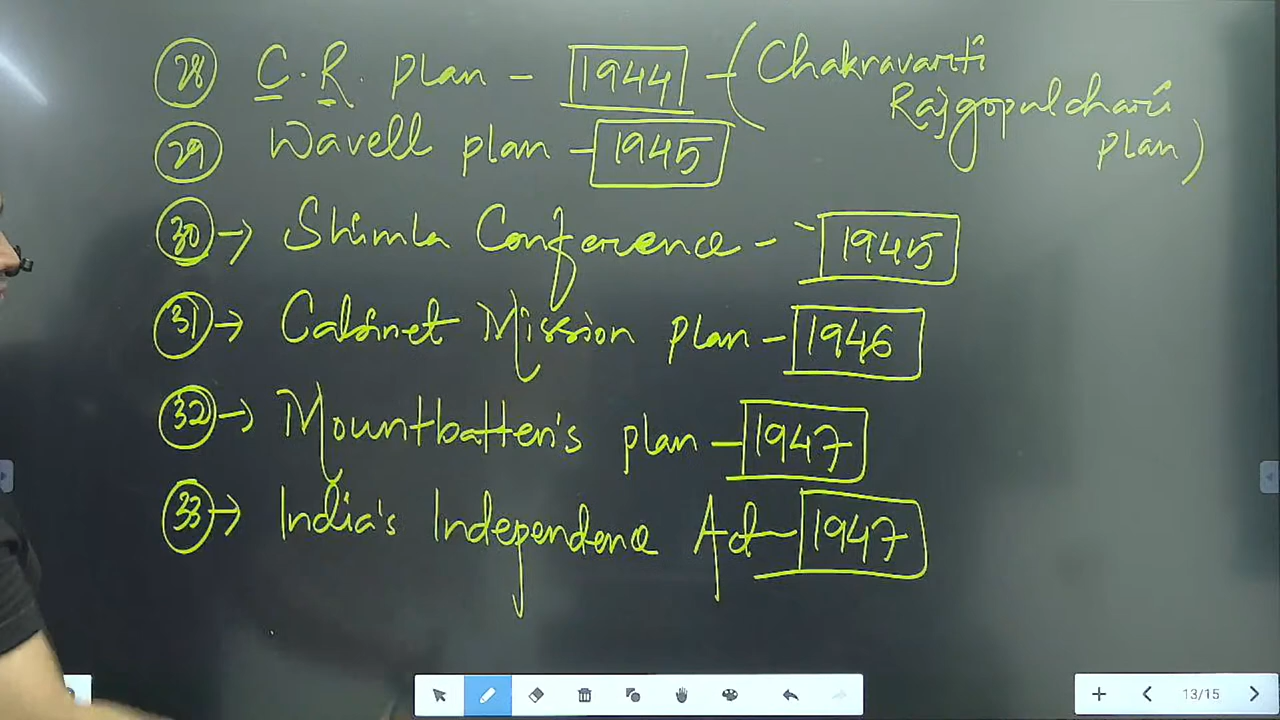 28 C.R. plan - 1944 - (Chakravarti
Rajgopalchari
plan)
29 Wavell plan - 1945
30 → Shimla Conference - 1945
31 → Cabinet Mission plan - 1946
32 → Mountbatten's plan - 1947
33 → India's Independence Act - 1947
13/15